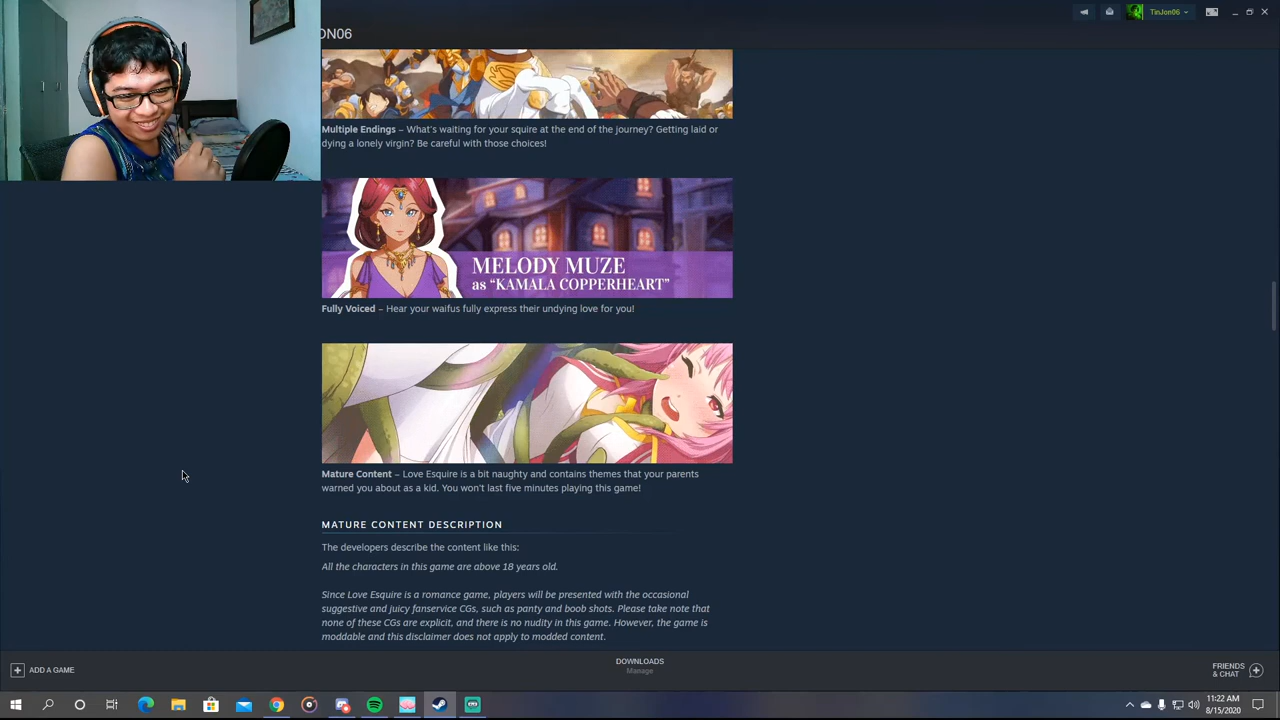 TinJon06
ON06
Multiple Endings – What's waiting for your squire at the end of the journey? Getting laid or
dying a lonely virgin? Be careful with those choices!
MELODY MUZE
as "KAMALA COPPERHEART"
Fully Voiced – Hear your waifus fully express their undying love for you!
Mature Content – Love Esquire is a bit naughty and contains themes that your parents
warned you about as a kid. You won't last five minutes playing this game!
MATURE CONTENT DESCRIPTION
The developers describe the content like this:
All the characters in this game are above 18 years old.
Since Love Esquire is a romance game, players will be presented with the occasional
suggestive and juicy fanservice CGs, such as panty and boob shots. Please take note that
none of these CGs are explicit, and there is no nudity in this game. However, the game is
moddable and this disclaimer does not apply to modded content.
ADD A GAME
DOWNLOADS
Manage
FRIENDS
& CHAT
11:22 AM
8/15/2020